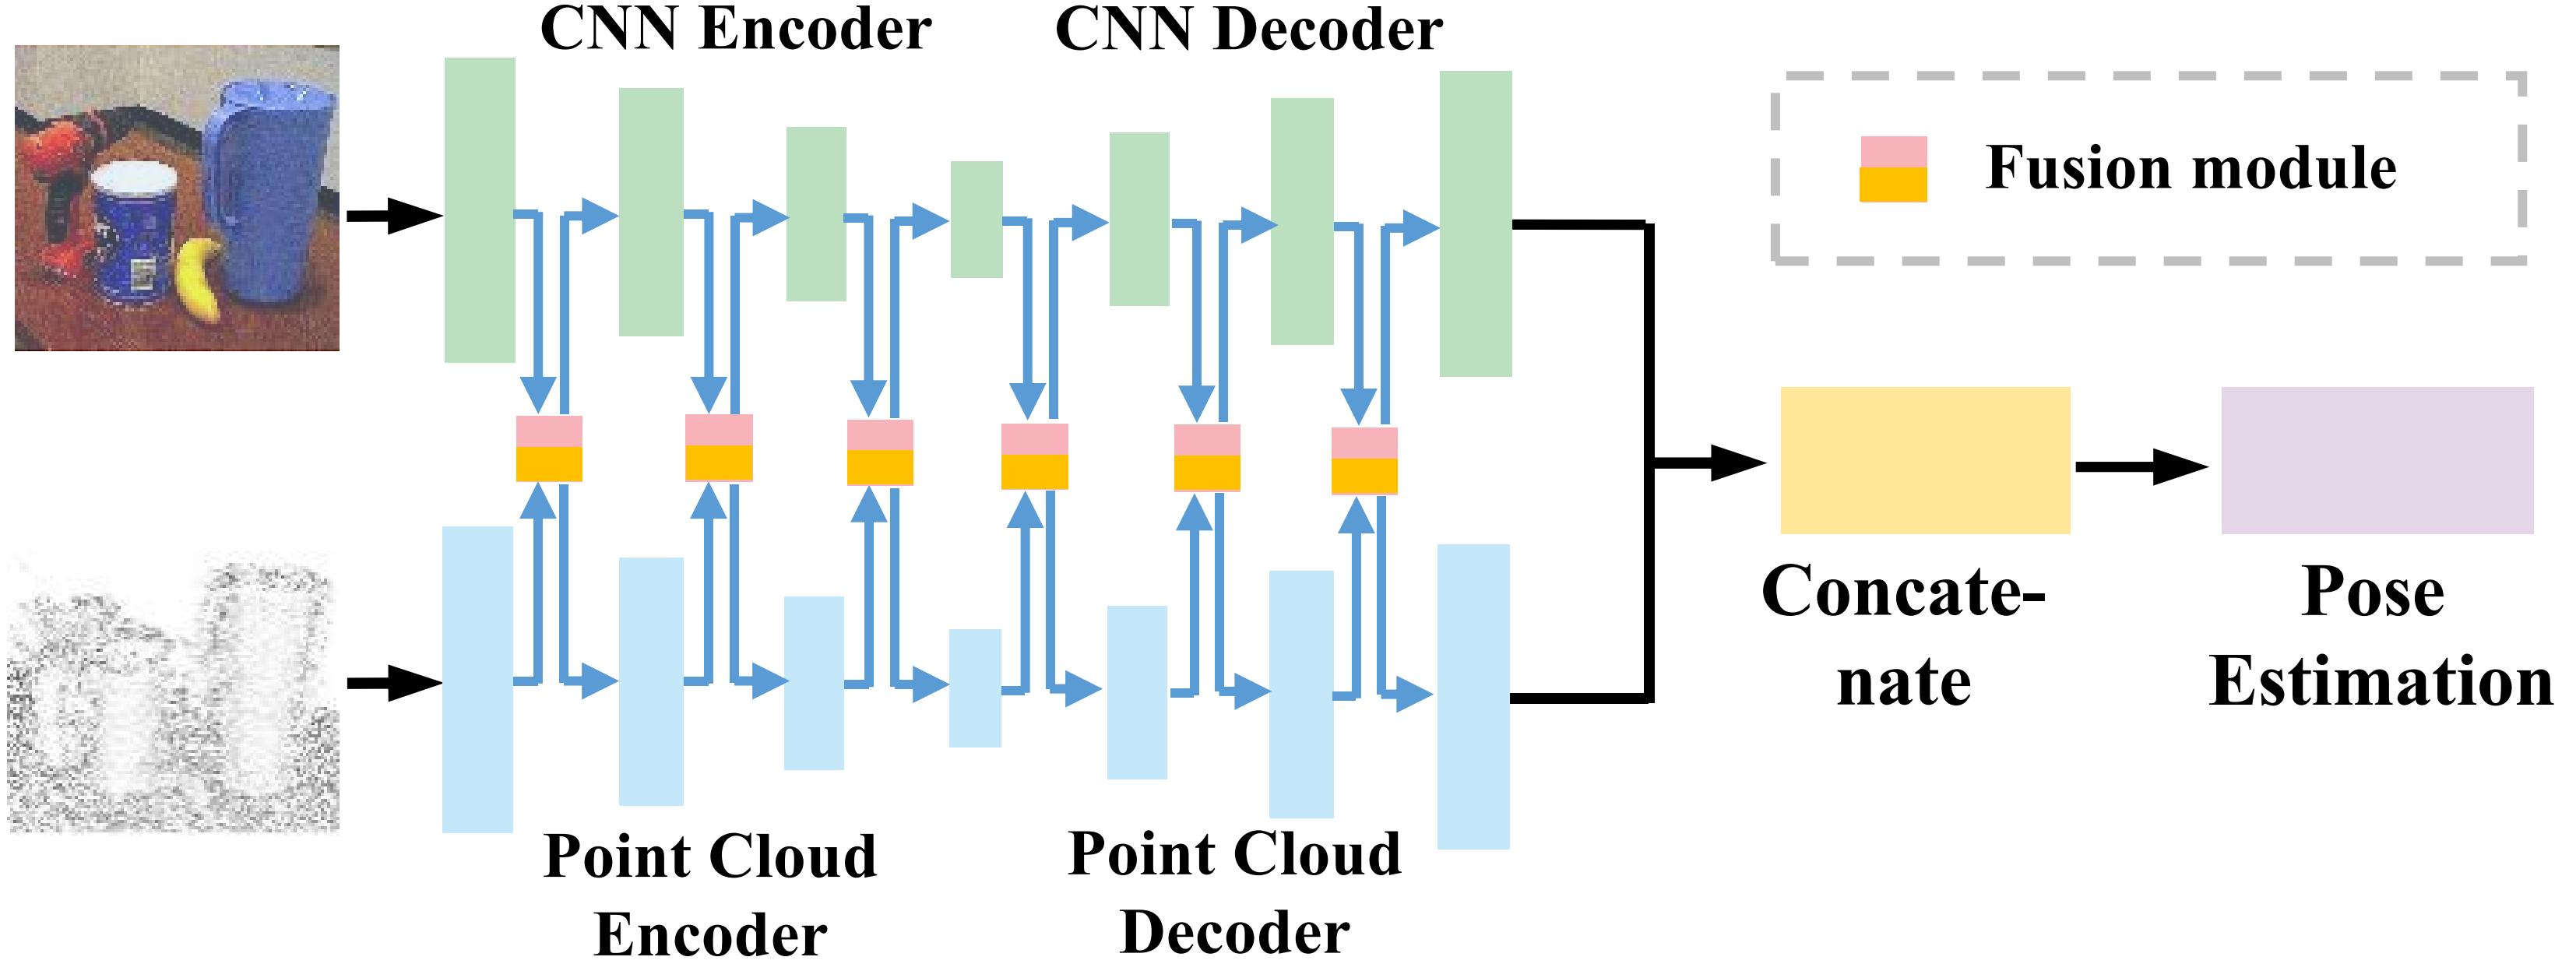 CNN Encoder
CNN Decoder
Fusion module
Concate-
nate
Pose
Estimation
Point Cloud
Encoder
Point Cloud
Decoder